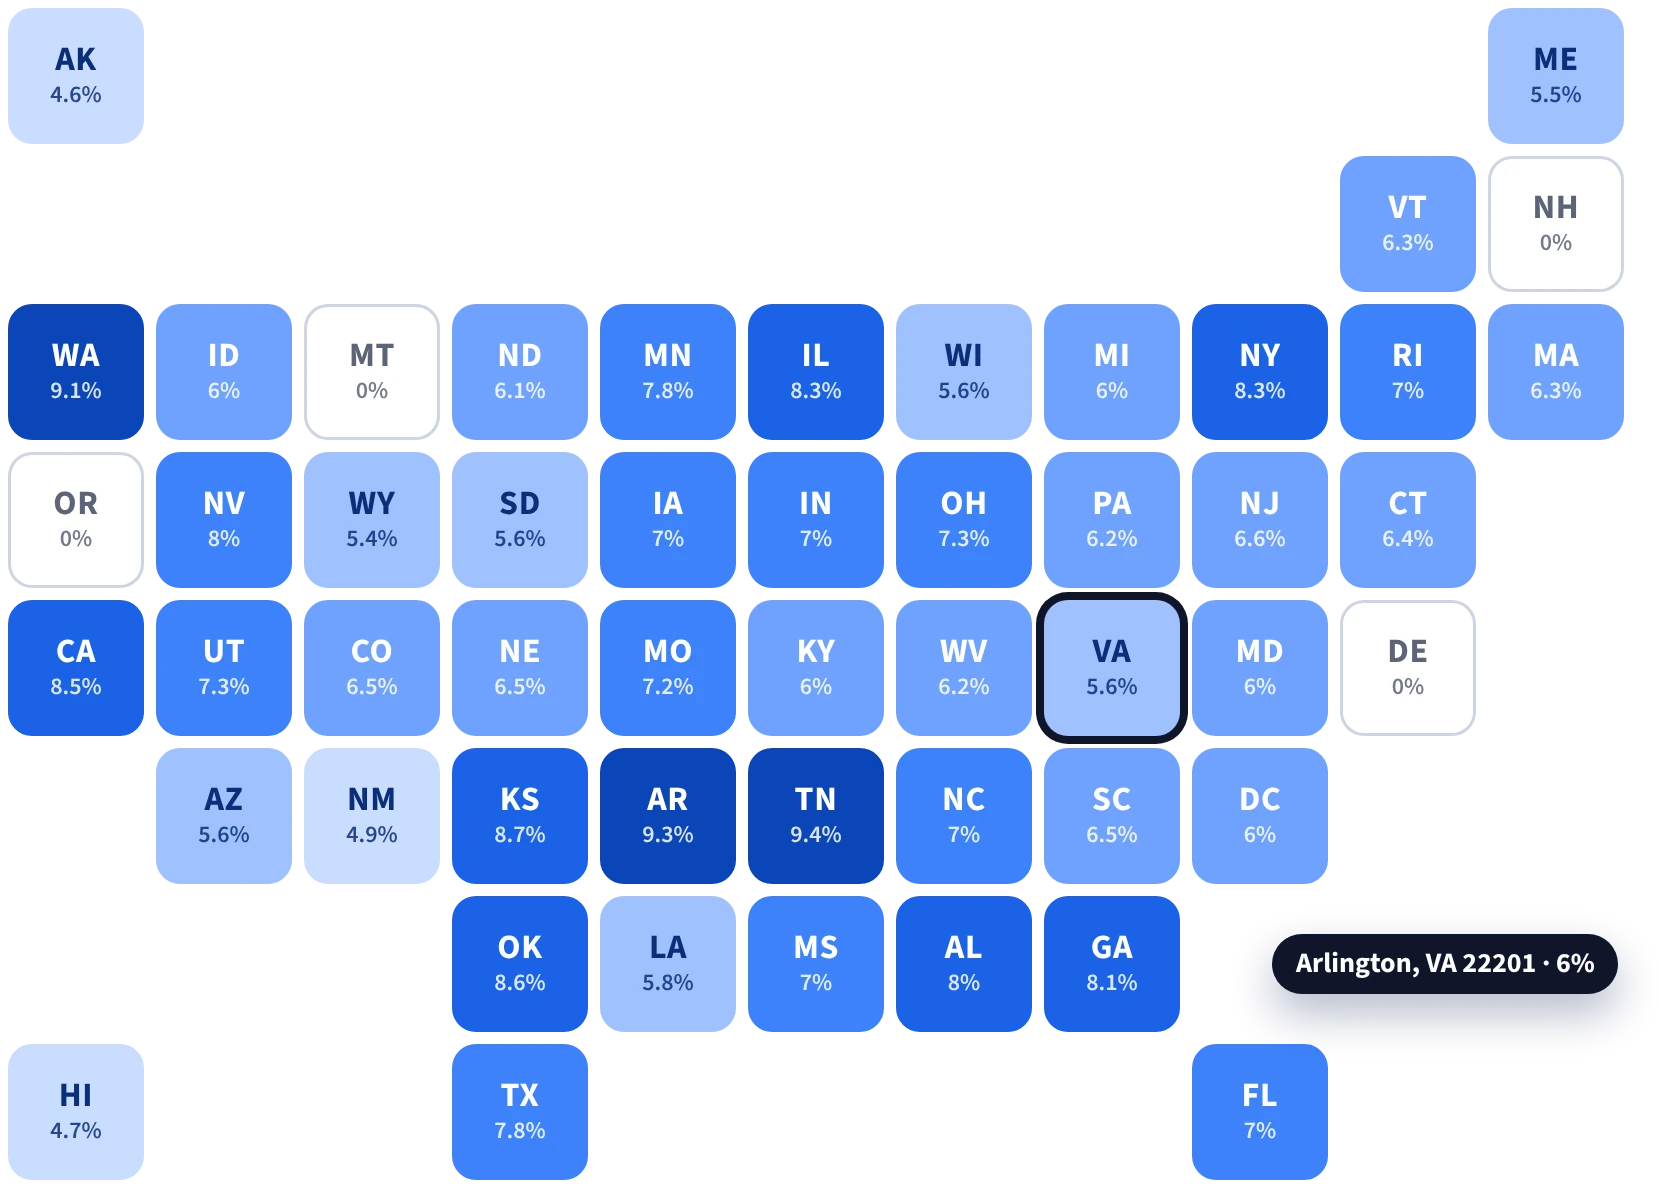 AK
4.6%
ME
5.5%
VT
6.3%
NH
0%
WA
9.1%
ID
6%
MT
0%
ND
6.1%
MN
7.8%
IL
8.3%
WI
5.6%
MI
6%
NY
8.3%
RI
7%
MA
6.3%
OR
0%
NV
8%
WY
5.4%
SD
5.6%
IA
7%
IN
7%
OH
7.3%
PA
6.2%
NJ
6.6%
CT
6.4%
CA
8.5%
UT
7.3%
CO
6.5%
NE
6.5%
MO
7.2%
KY
6%
WV
6.2%
VA
5.6%
MD
6%
DE
0%
AZ
5.6%
NM
4.9%
KS
8.7%
AR
9.3%
TN
9.4%
NC
7%
SC
6.5%
DC
6%
OK
8.6%
LA
5.8%
MS
7%
AL
8%
GA
8.1%
Arlington, VA 22201 · 6%
HI
4.7%
TX
7.8%
FL
7%